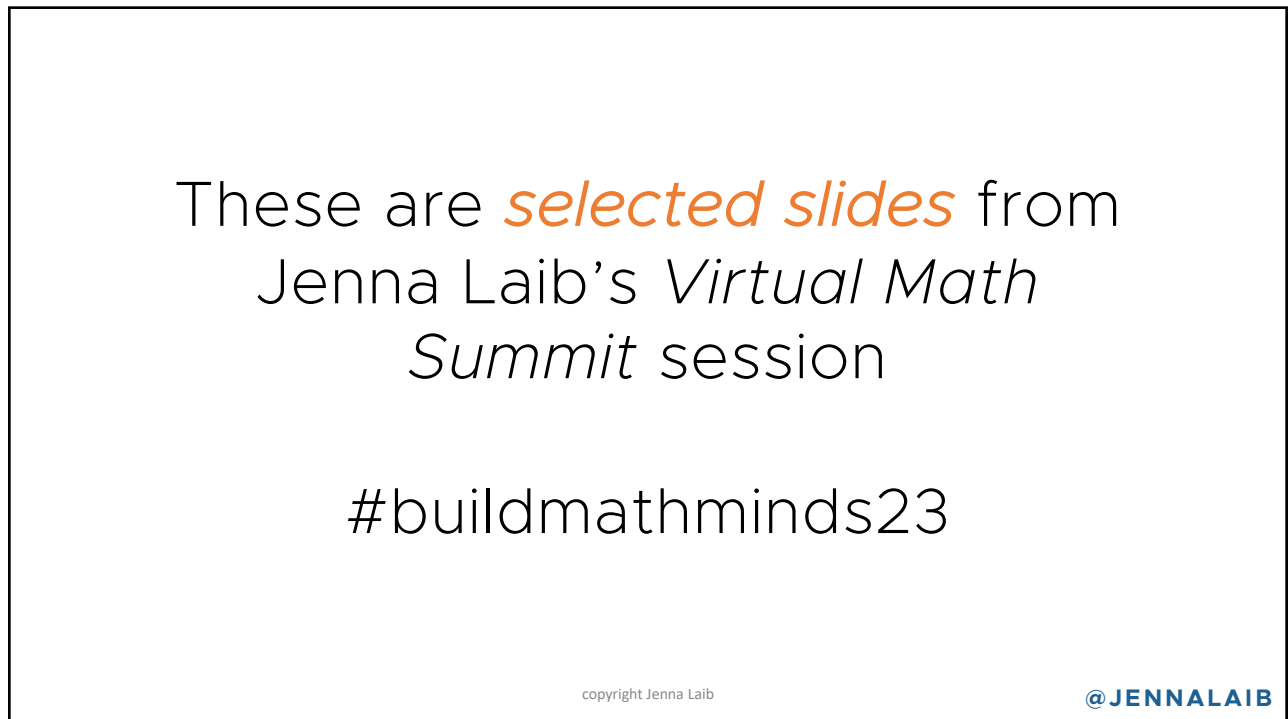 These are selected slides from
Jenna Laib’s Virtual Math
Summit session
#buildmathminds23
copyright Jenna Laib
@JENNALAIB